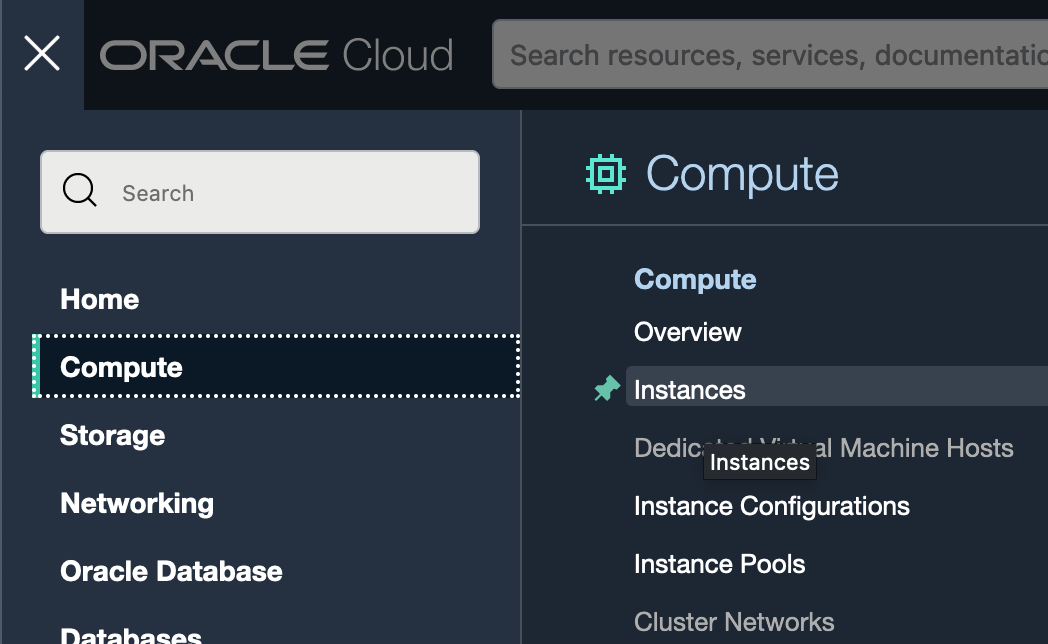 ORACLE Cloud
Search resources, services, documentatio
Search
Home
Compute
Storage
Networking
Oracle Database
Databases
Compute
Compute
Overview
Instances
Dedicated Virtual Machine Hosts
Instances
Instance Configurations
Instance Pools
Cluster Networks